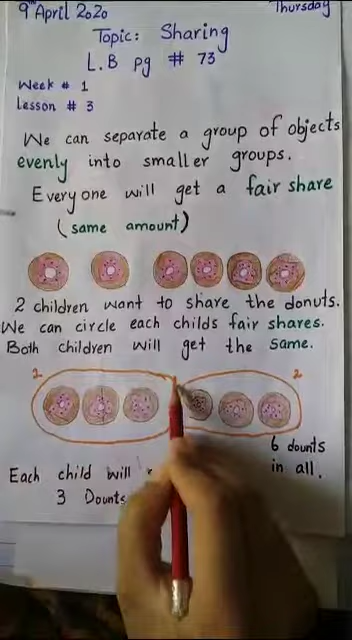 9th April 2020
Thursday
Topic: Sharing
L.B pg # 73
Week # 1
Lesson # 3
We can separate a group of objects
evenly into smaller groups.
Everyone will get a fair share
(same amount)
2 children want to share the donuts.
We can circle each childs fair shares.
Both children will get the same.
1
2
6 dounts
in all.
Each child will
3 Dounts